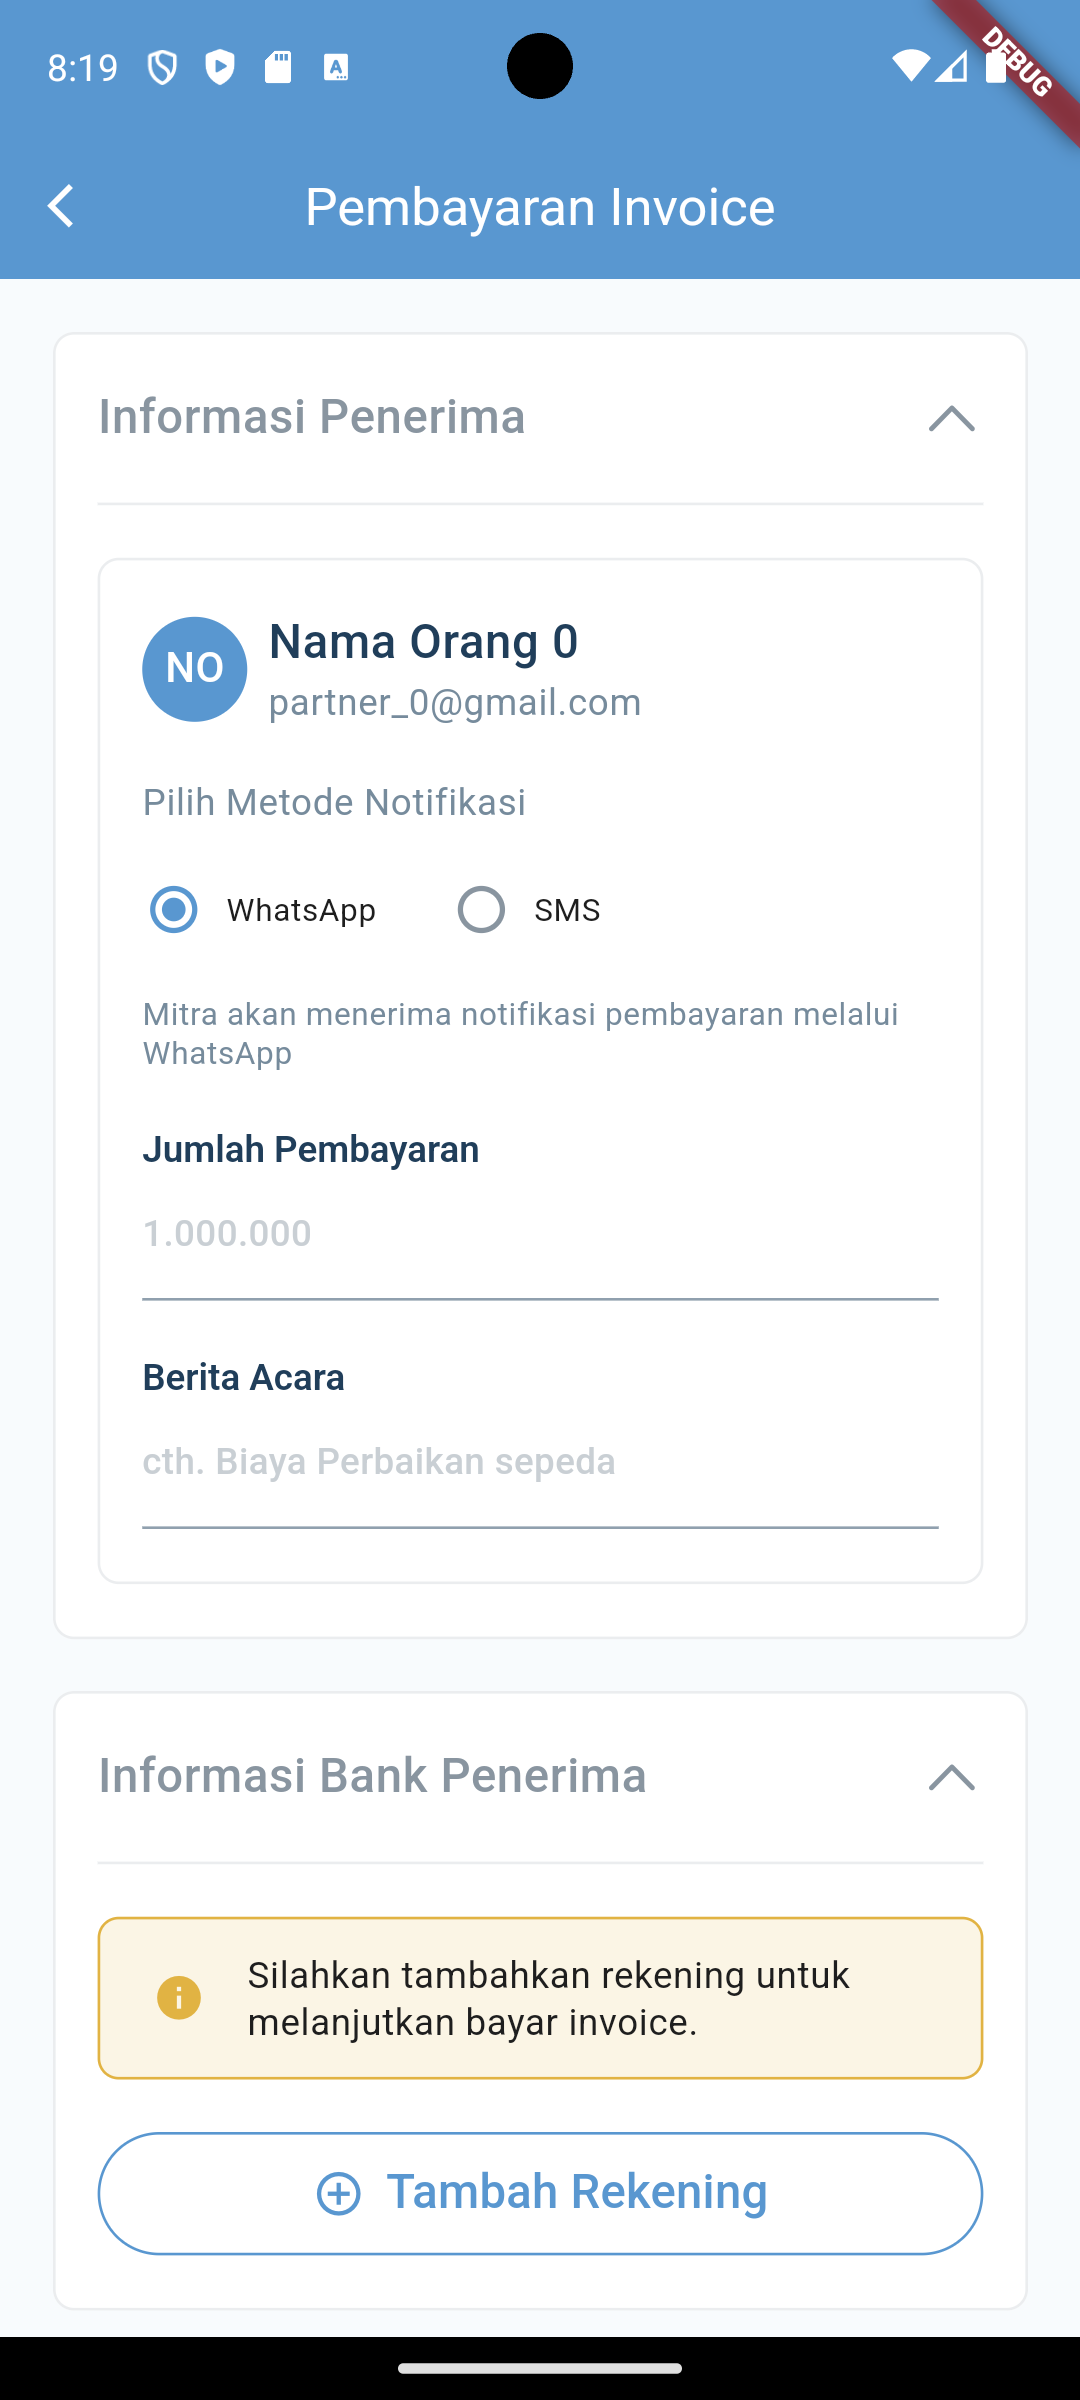 8:19
DEBUG
Pembayaran Invoice
Informasi Penerima
NO
Nama Orang 0
partner_0@gmail.com
Pilih Metode Notifikasi
WhatsApp
SMS
Mitra akan menerima notifikasi pembayaran melalui
WhatsApp
Jumlah Pembayaran
1.000.000
Berita Acara
cth. Biaya Perbaikan sepeda
Informasi Bank Penerima
Silahkan tambahkan rekening untuk
melanjutkan bayar invoice.
Tambah Rekening